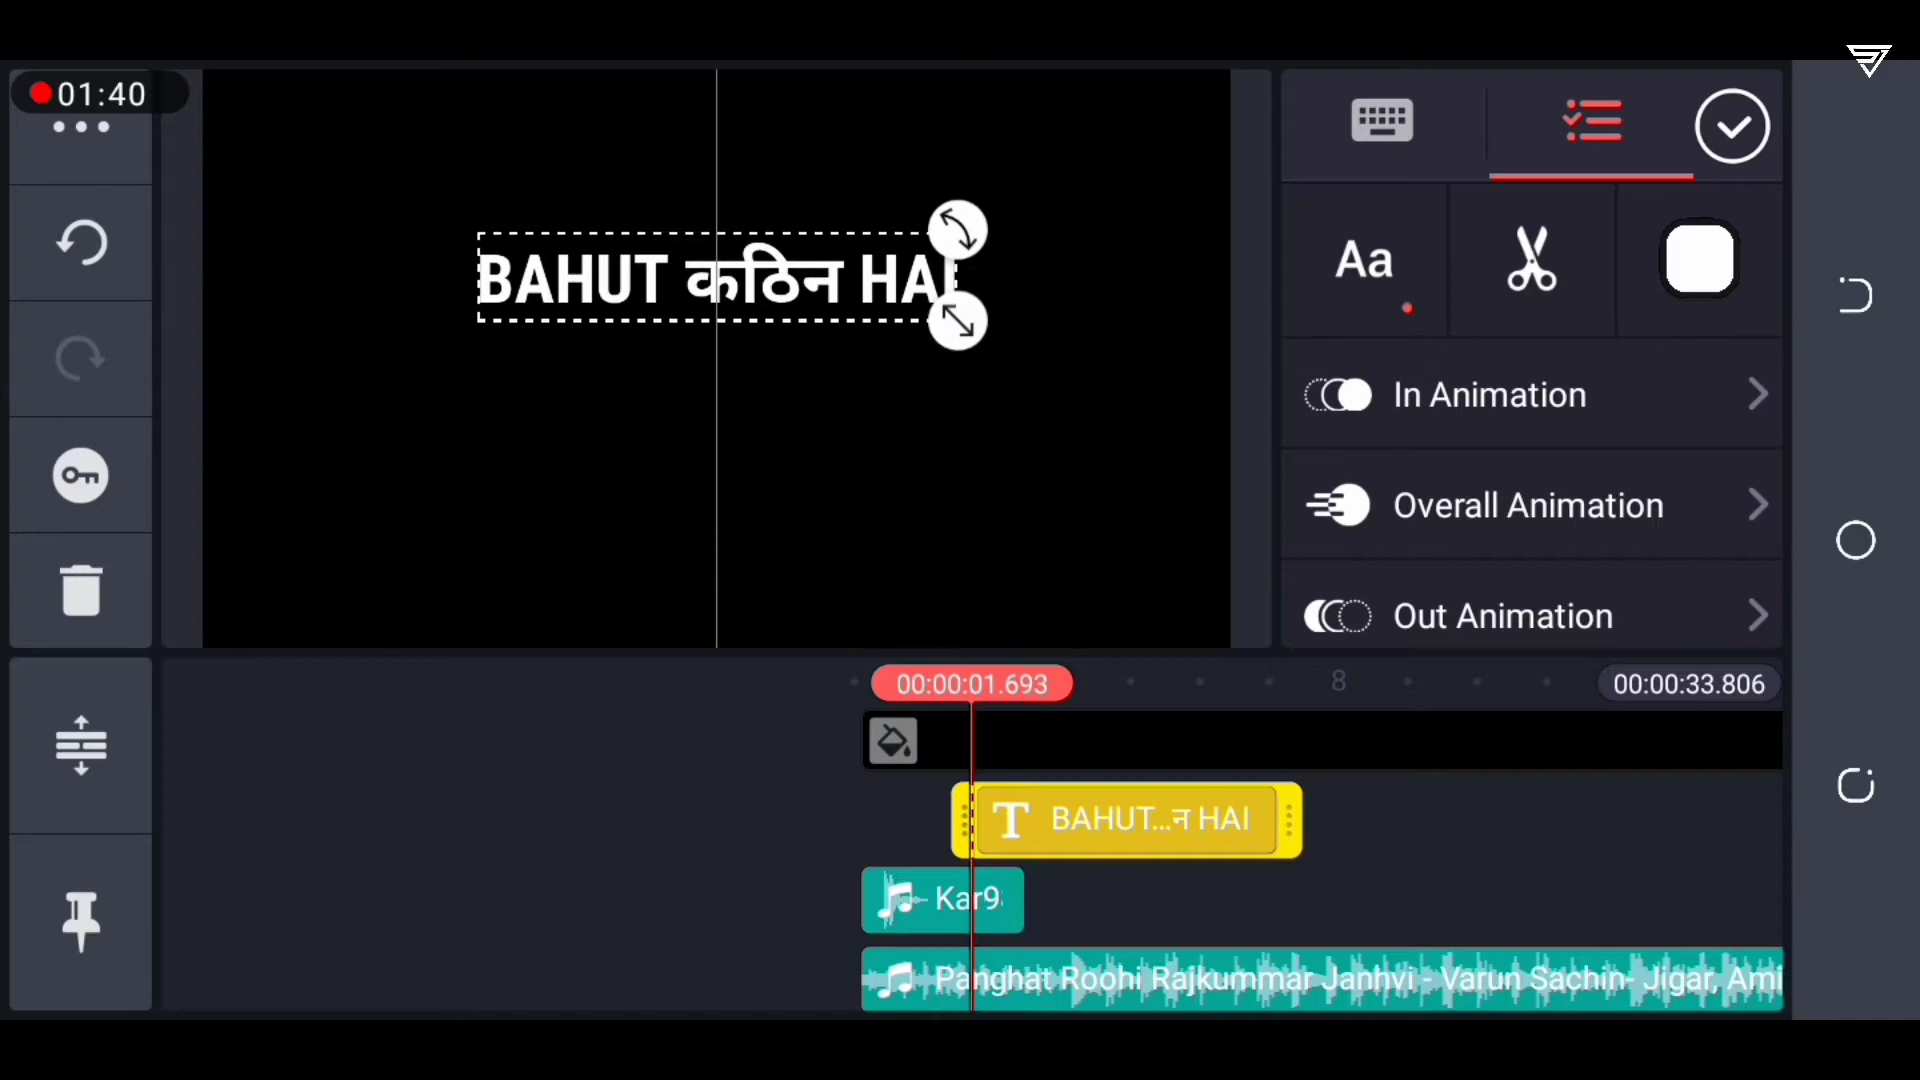 01:40
BAHUT कठिन HAI
Aa
In Animation
Overall Animation
Out Animation
00:00:01.693
8
00:00:33.806
T BAHUT...न HAI
Kar9
Panghat Roohi Rajkummar Janhvi - Varun Sachin- Jigar, Ami